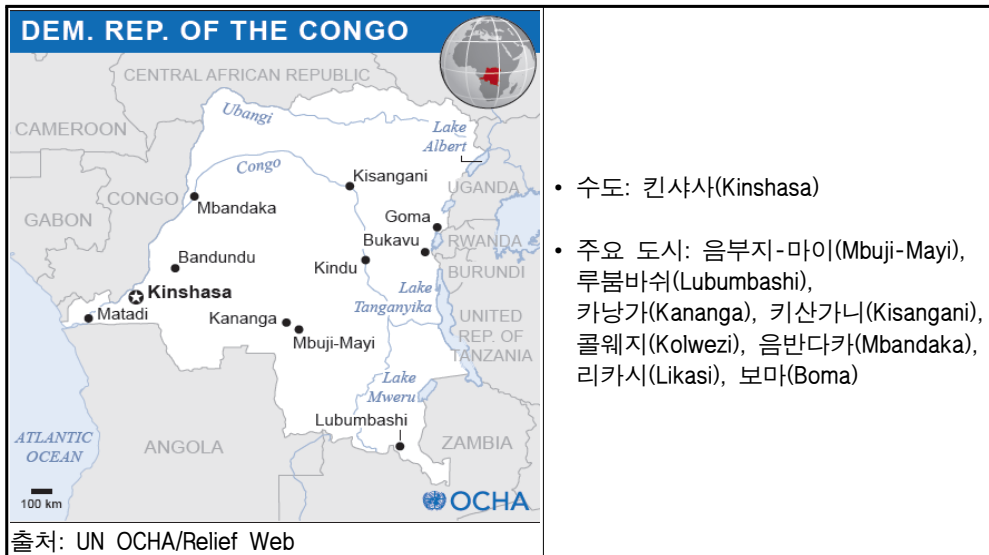 DEM. REP. OF THE CONGO
CENTRAL AFRICAN REPUBLIC
Ubangi
CAMEROON
Lake
Albert
Congo
Kisangani
UGANDA
CONGO
Mbandaka
GABON
Goma
Bukavu
RWANDA
Bandundu
Kindu
BURUNDI
Kinshasa
Lake
Tanganyika
Matadi
Kananga
Mbuji-Mayi
UNITED
REP. OF
TANZANIA
Lake
Mweru
Lubumbashi
ATLANTIC
OCEAN
ANGOLA
ZAMBIA
100 km
OCHA
출처: UN OCHA/Relief Web
• 수도: 킨샤사(Kinshasa)
• 주요 도시: 음부지-마이(Mbuji-Mayi),
루붐바쉬(Lubumbashi),
카낭가(Kananga), 키산가니(Kisangani),
콜웨지(Kolwezi), 음반다카(Mbandaka),
리카시(Likasi), 보마(Boma)